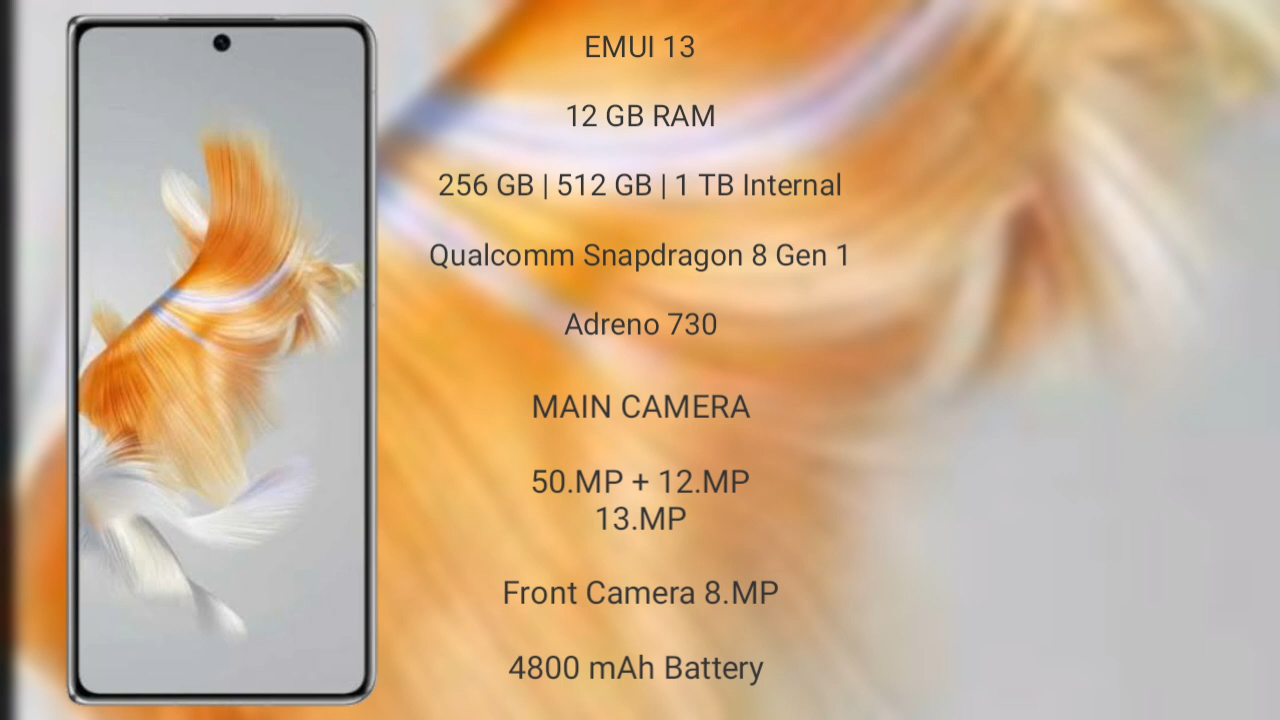 EMUI 13
12 GB RAM
256 GB | 512 GB | 1 TB Internal
Qualcomm Snapdragon 8 Gen 1
Adreno 730
MAIN CAMERA
50.MP + 12.MP
13.MP
Front Camera 8.MP
4800 mAh Battery